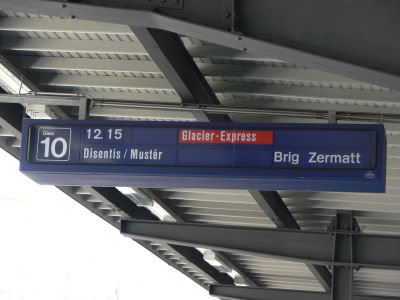 Gleis
10
12.15
Glacier-Express
Disentis / Mustér
Brig Zermatt